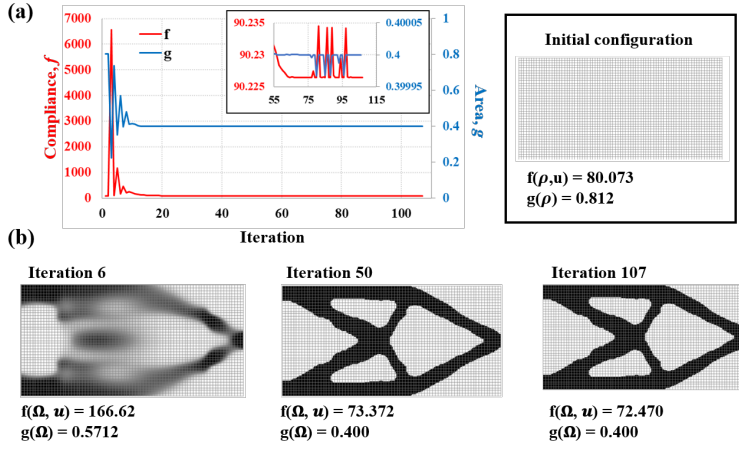 (a)
7000
6000
5000
4000
3000
2000
1000
0
Compliance, f
f
g
90.235
90.23
90.225
55
75
95
115
0.40005
0.4
0.39995
1
0.8
0.6
0.4
0.2
0
Area, g
0
20
40
60
80
100
Iteration
Initial configuration
f(ρ,u) = 80.073
g(ρ) = 0.812
(b)
Iteration 6
f(Ω, u) = 166.62
g(Ω) = 0.5712
Iteration 50
f(Ω, u) = 73.372
g(Ω) = 0.400
Iteration 107
f(Ω, u) = 72.470
g(Ω) = 0.400